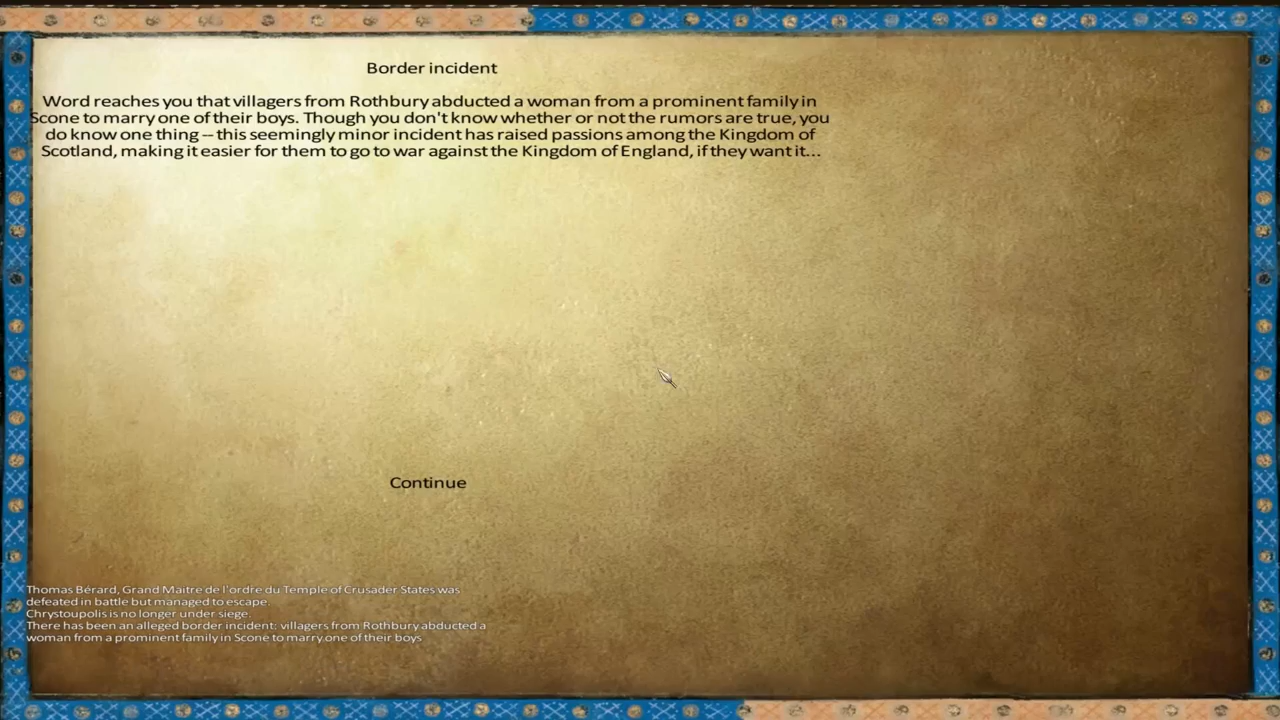 Border incident
Word reaches you that villagers from Rothbury abducted a woman from a prominent family in
Scone to marry one of their boys. Though you don't know whether or not the rumors are true, you
do know one thing -- this seemingly minor incident has raised passions among the Kingdom of
Scotland, making it easier for them to go to war against the Kingdom of England, if they want it...
Continue
Thomas Bérard, Grand Maitre de l'ordre du Temple of Crusader States was
defeated in battle but managed to escape.
Chrystoupolis is no longer under siege.
There has been an alleged border incident: villagers from Rothbury abducted a
woman from a prominent family in Scone to marry one of their boys